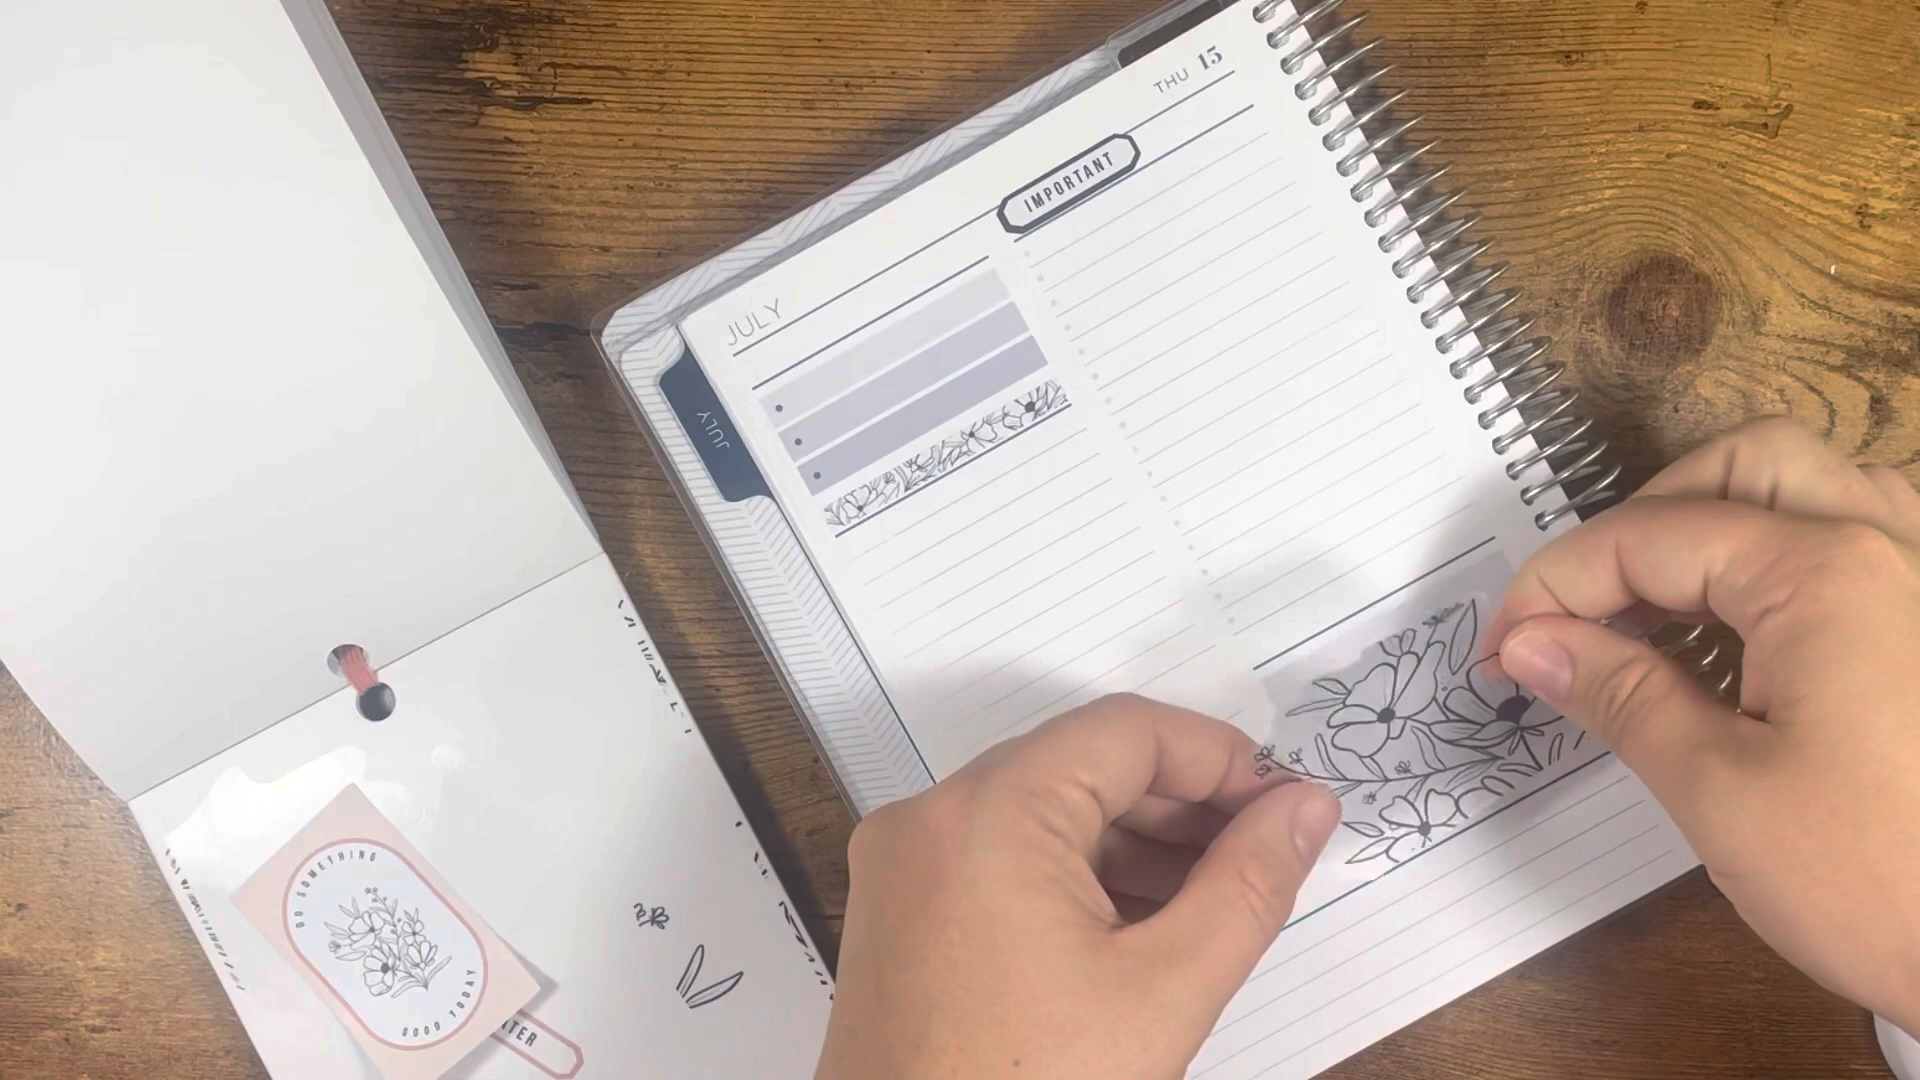 THU 15
IMPORTANT
JULY
JULY
DO SOMETHING
GOOD TODAY